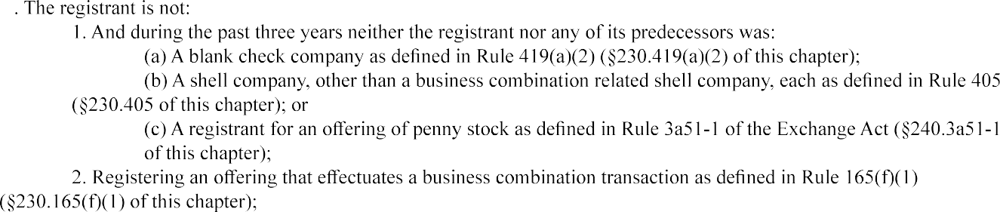 . The registrant is not:
1. And during the past three years neither the registrant nor any of its predecessors was:
(a) A blank check company as defined in Rule 419(a)(2) (§230.419(a)(2) of this chapter);
(b) A shell company, other than a business combination related shell company, each as defined in Rule 405
(§230.405 of this chapter); or
(c) A registrant for an offering of penny stock as defined in Rule 3a51-1 of the Exchange Act (§240.3a51-1
of this chapter);
2. Registering an offering that effectuates a business combination transaction as defined in Rule 165(f)(1)
(§230.165(f)(1) of this chapter);